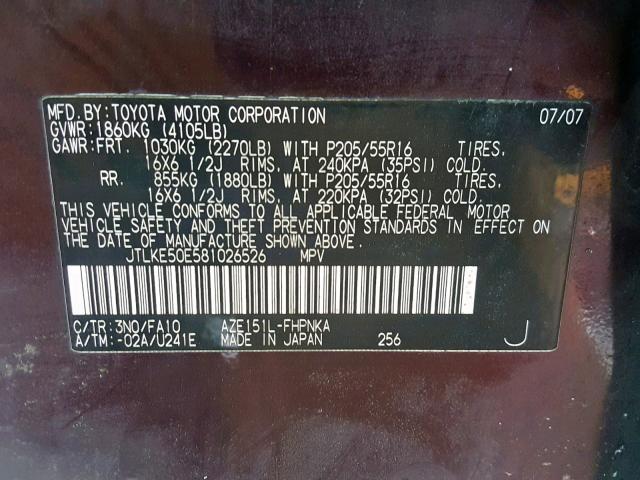 MFD.BY:TOYOTA MOTOR CORPORATION 07/07
GVWR:1860KG (4105LB)
GAWR:FRT. 1030KG (2270LB) WITH P205/55R16 TIRES,
16X6 1/2J RIMS, AT 240KPA (35PSI) COLD.
RR. 855KG (1880LB) WITH P205/55R16 TIRES,
16X6 1/2J RIMS, AT 220KPA (32PSI) COLD.
THIS VEHICLE CONFORMS TO ALL APPLICABLE FEDERAL MOTOR
VEHICLE SAFETY AND THEFT PREVENTION STANDARDS IN EFFECT ON
THE DATE OF MANUFACTURE SHOWN ABOVE.
JTLKE50E581026526 MPV
C/TR:3N0/FA10 AZE151L-FHPNKA
A/TM:-02A/U241E MADE IN JAPAN 256 J